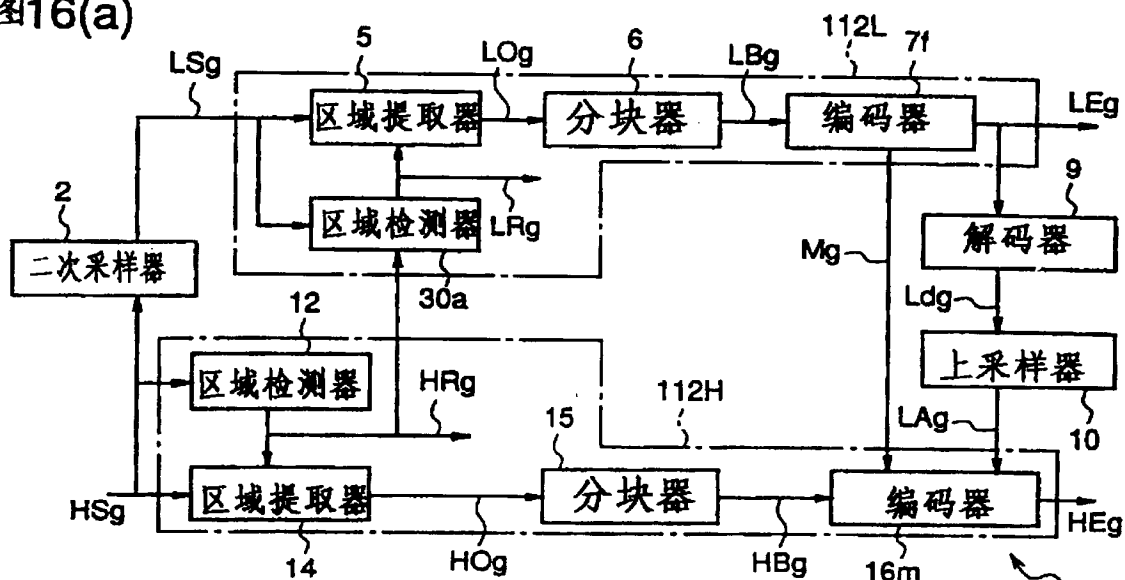 图16(a)
5
6
112L
7f
LSg
LOg
LBg
LEg
区域提取器
分块器
编码器
2
9
区域检测器
LRg
Mg
解码器
二次采样器
30a
Ldg
12
上采样器
区域检测器
HRg
112H
LAg
10
15
HSg
区域提取器
分块器
编码器
HEg
14
HOg
HBg
16m